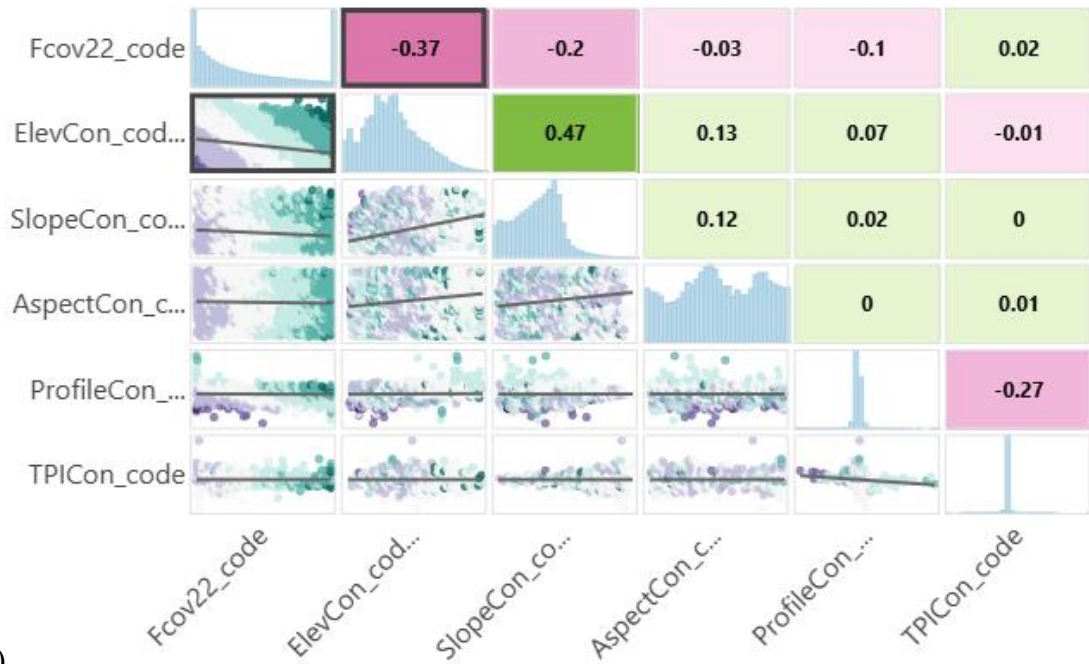 Fcov22_code -0.37 -0.2 -0.03 -0.1 0.02
ElevCon_cod... 0.47 0.13 0.07 -0.01
SlopeCon_co... 0.12 0.02 0
AspectCon_c... 0 0.01
ProfileCon_... -0.27
TPICon_code
Fcov22_code ElevCon_cod... SlopeCon_co... AspectCon_c... ProfileCon_... TPICon_code
)